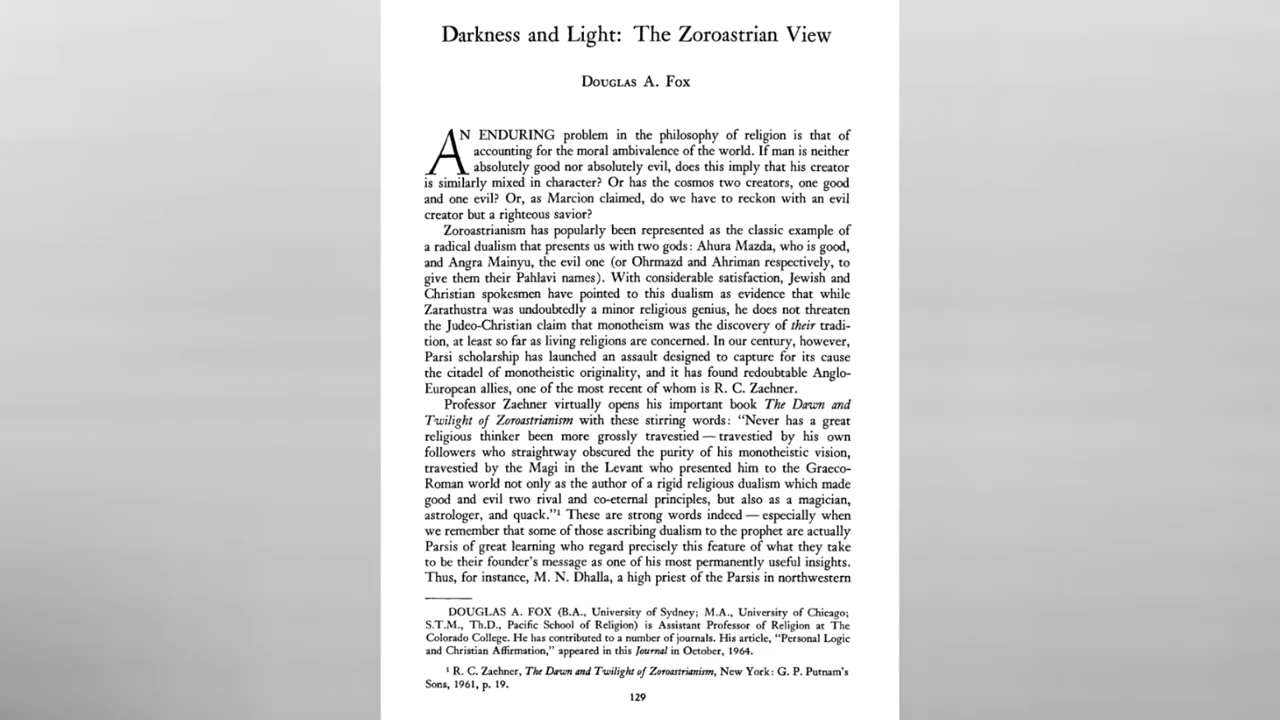 Darkness and Light: The Zoroastrian View
DOUGLAS A. FOX
AN ENDURING problem in the philosophy of religion is that of
accounting for the moral ambivalence of the world. If man is neither
absolutely good nor absolutely evil, does this imply that his creator
is similarly mixed in character? Or has the cosmos two creators, one good
and one evil? Or, as Marcion claimed, do we have to reckon with an evil
creator but a righteous savior?
Zoroastrianism has popularly been represented as the classic example of
a radical dualism that presents us with two gods: Ahura Mazda, who is good,
and Angra Mainyu, the evil one (or Ohrmazd and Ahriman respectively, to
give them their Pahlavi names). With considerable satisfaction, Jewish and
Christian spokesmen have pointed to this dualism as evidence that while
Zarathustra was undoubtedly a minor religious genius, he does not threaten
the Judeo-Christian claim that monotheism was the discovery of their tradi-
tion, at least so far as living religions are concerned. In our century, however,
Parsi scholarship has launched an assault designed to capture for its cause
the citadel of monotheistic originality, and it has found redoubtable Anglo-
European allies, one of the most recent of whom is R. C. Zaehner.
Professor Zaehner virtually opens his important book The Dawn and
Twilight of Zoroastrianism with these stirring words: "Never has a great
religious thinker been more grossly travestied — travestied by his own
followers who straightway obscured the purity of his monotheistic vision,
travestied by the Magi in the Levant who presented him to the Graeco-
Roman world not only as the author of a rigid religious dualism which made
good and evil two rival and co-eternal principles, but also as a magician,
astrologer, and quack."¹ These are strong words indeed — especially when
we remember that some of those ascribing dualism to the prophet are actually
Parsis of great learning who regard precisely this feature of what they take
to be their founder's message as one of his most permanently useful insights.
Thus, for instance, M. N. Dhalla, a high priest of the Parsis in northwestern
DOUGLAS A. FOX (B.A., University of Sydney; M.A., University of Chicago;
S.T.M., Th.D., Pacific School of Religion) is Assistant Professor of Religion at The
Colorado College. He has contributed to a number of journals. His article, "Personal Logic
and Christian Affirmation," appeared in this Journal in October, 1964.
¹ R. C. Zaehner, The Dawn and Twilight of Zoroastrianism, New York: G. P. Putnam's
Sons, 1961, p. 19.
129